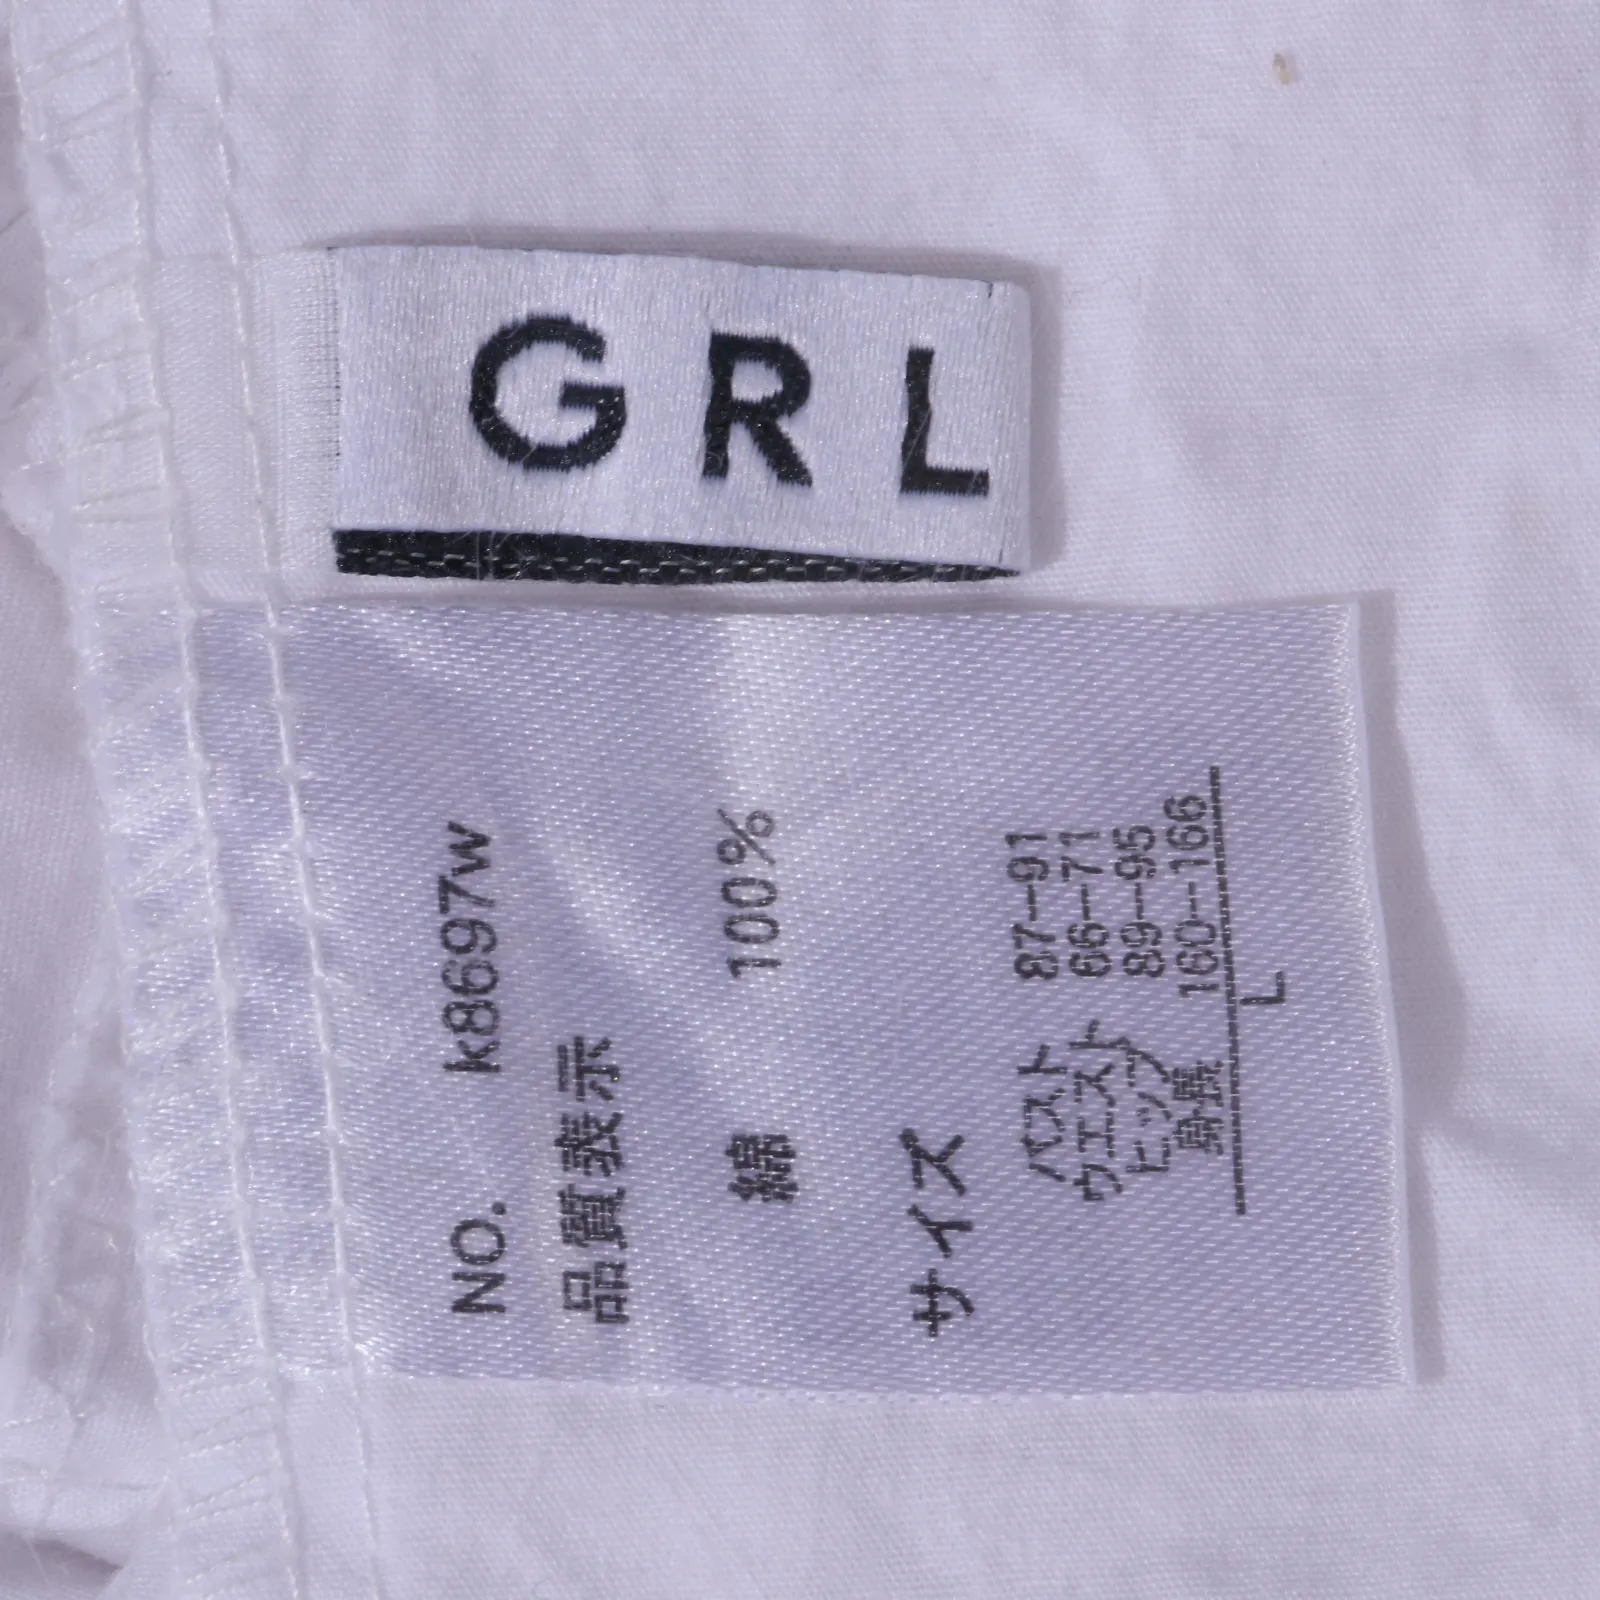 GRL
NO. k8697w
品質表示
綿 100%
サイズ
バスト 87-91
ウエスト 66-71
ヒップ 89-95
身長 160-166
L